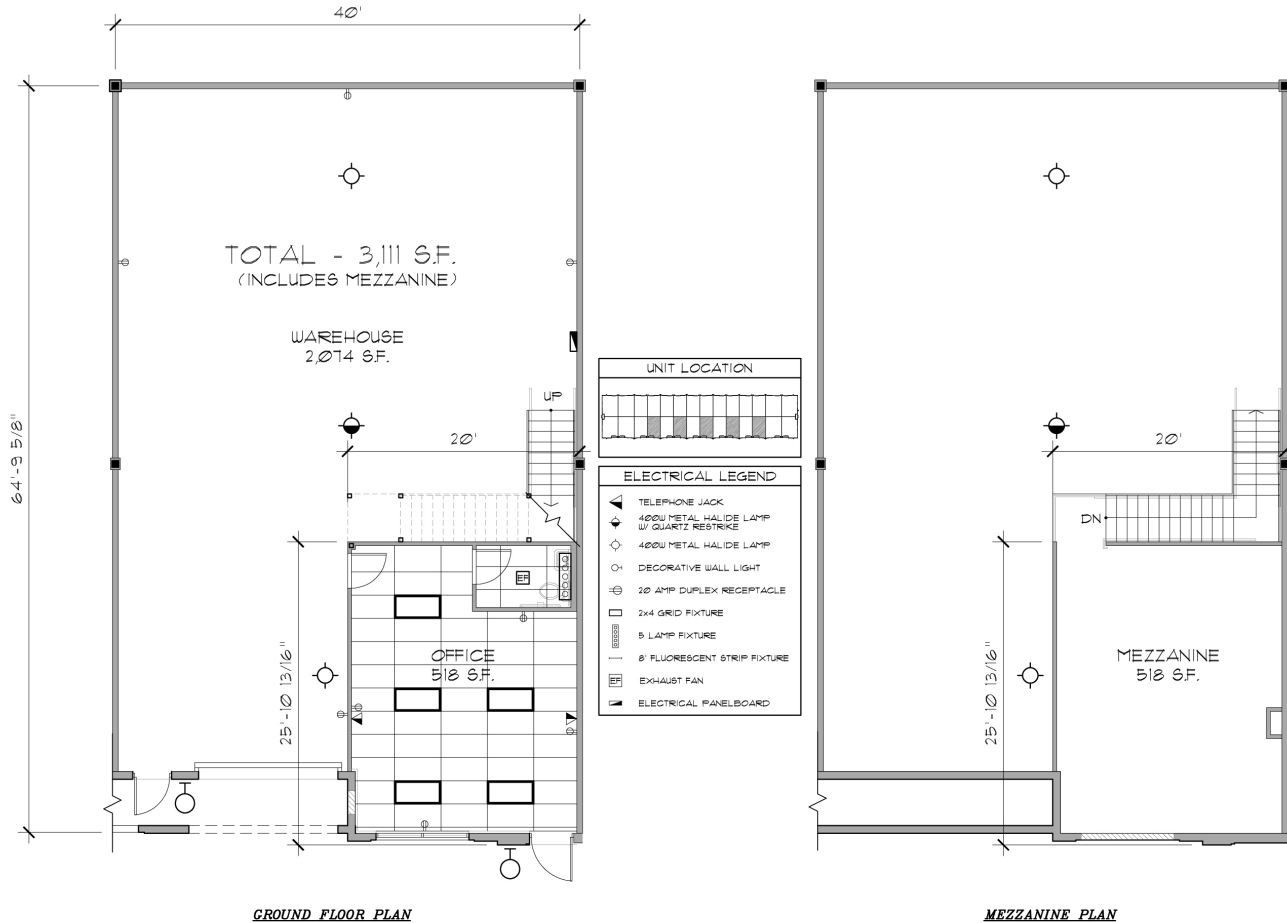 40'
64'-9 5/8"
TOTAL - 3,111 S.F.
(INCLUDES MEZZANINE)
WAREHOUSE
2,074 S.F.
UP
20'
25'-10 13/16"
EF
OFFICE
518 S.F.
UNIT LOCATION
ELECTRICAL LEGEND
TELEPHONE JACK
400W METAL HALIDE LAMP
W/ QUARTZ RESTRIKE
400W METAL HALIDE LAMP
DECORATIVE WALL LIGHT
20 AMP DUPLEX RECEPTACLE
2x4 GRID FIXTURE
5 LAMP FIXTURE
8' FLUORESCENT STRIP FIXTURE
EF EXHAUST FAN
ELECTRICAL PANELBOARD
20'
DN
25'-10 13/16"
MEZZANINE
518 S.F.
GROUND FLOOR PLAN
MEZZANINE PLAN